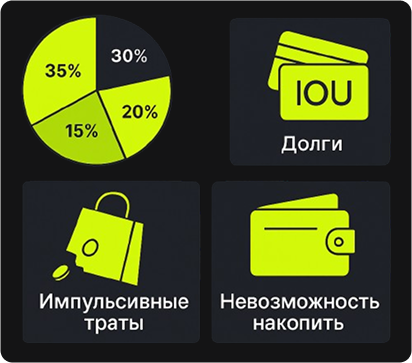 35%
30%
20%
15%
IOU
Долги
Импульсивные
траты
Невозможность
накопить